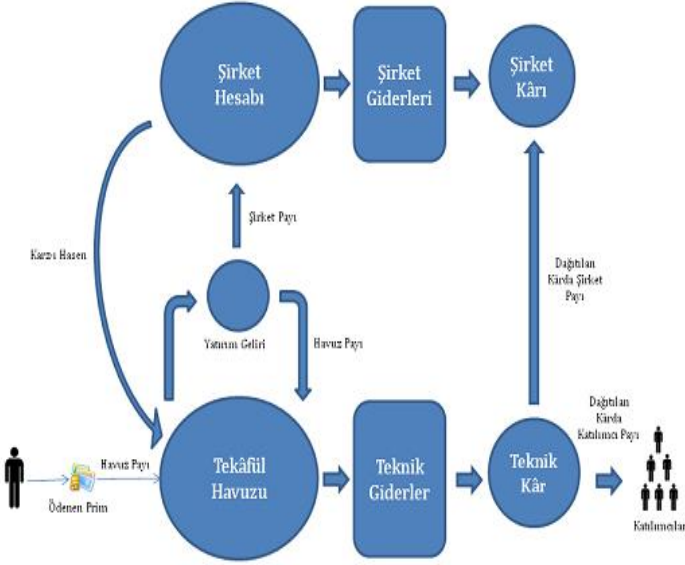 Şirket
Hesabı
Şirket
Giderleri
Şirket
Kârı
Şirket Payı
Karzı Hasen
Dağıtılan
Kârda Şirket
Payı
Yatırım Geliri
Havuz Payı
Dağıtılan
Kârda
Katılımcı Payı
Havuz Payı
Ödenen Prim
Tekâfül
Havuzu
Teknik
Giderler
Teknik
Kâr
Katılımcılar